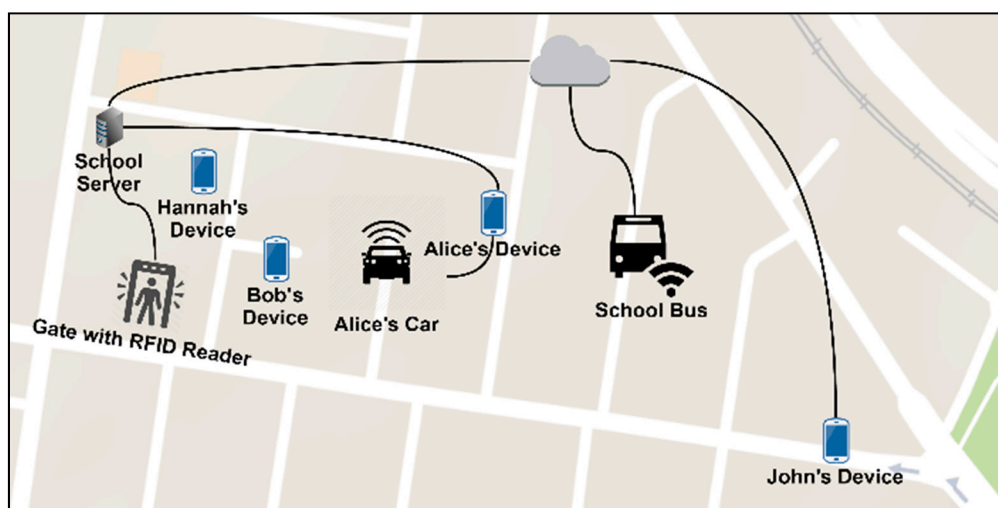 School
Server
Hannah's
Device
Alice's Device
Bob's
Device
Alice's Car
School Bus
Gate with RFID Reader
John's Device